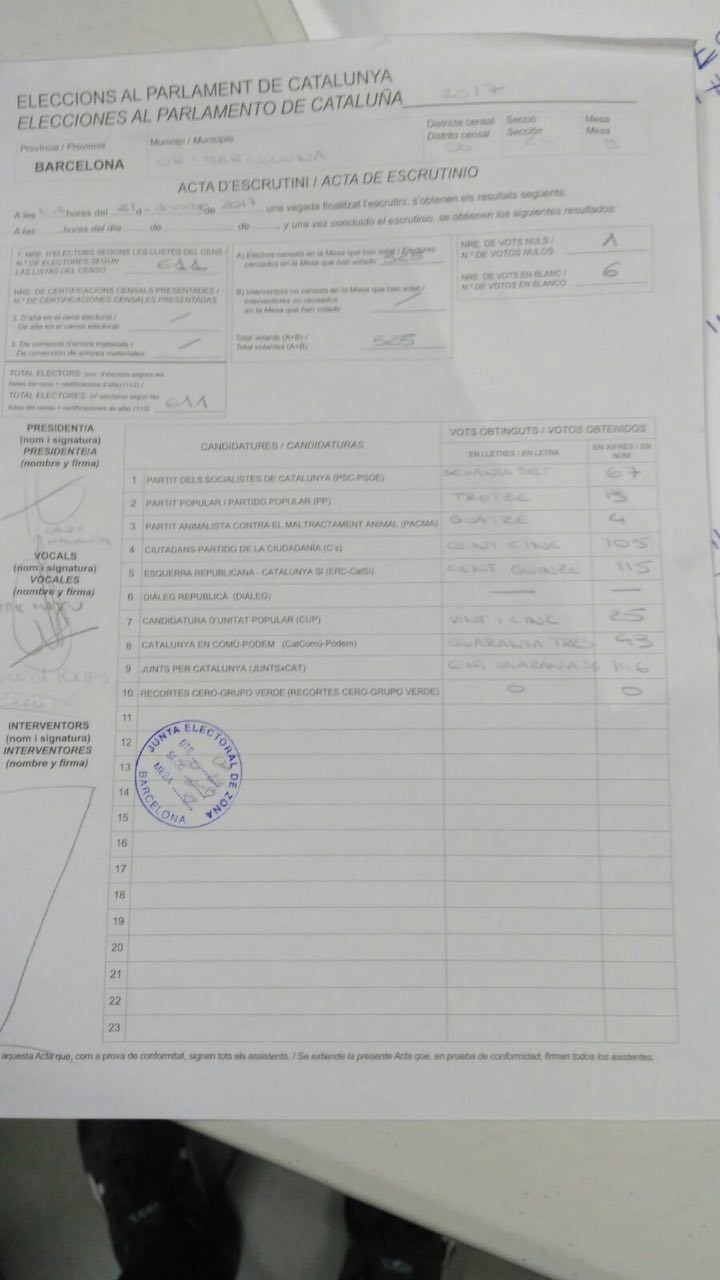 ELECCIONS AL PARLAMENT DE CATALUNYA
ELECCIONES AL PARLAMENTO DE CATALUÑA 2017
Província / Provincia
Municipi / Municipio
Districte censal Secció Mesa
Distrito censal Sección Mesa
BARCELONA
BARCELONA
ACTA D'ESCRUTINI / ACTA DE ESCRUTINIO
A les hores del 21 d de 2017, una vegada finalitzat l'escrutini, s'obtenen els resultats següents:
A las horas del día de de y una vez concluido el escrutinio, se obtienen los siguientes resultados:
1. NRE. D'ELECTORS SEGONS LES LLISTES DEL CENS /
N.º DE ELECTORES SEGÚN
LAS LISTAS DEL CENSO 611
NRE. DE CERTIFICACIONS CENSALS PRESENTADES /
N.º DE CERTIFICACIONES CENSALES PRESENTADAS
2. D'alta en el cens electoral /
De alta en el censo electoral
3. De correcció d'errors materials /
De corrección de errores materiales
TOTAL ELECTORS: (nre. d'electors segons les
llistes del cens + certificacions d'alta) (1+2) /
TOTAL ELECTORES: (nº electores según las
listas del censo + certificaciones de alta) (1+2) 611
A) Electors censats en la Mesa que han votat / Electores
censados en la Mesa que han votado 525
B) Interventors no censats en la Mesa que han votat /
Interventores no censados
en la Mesa que han votado
Total votants (A+B) /
Total votantes (A+B) 525
NRE. DE VOTS NULS /
N.º DE VOTOS NULOS 1
NRE. DE VOTS EN BLANC /
N.º DE VOTOS EN BLANCO 6
PRESIDENT/A
(nom i signatura)
PRESIDENTE/A
(nombre y firma)
VOCALS
(nom i signatura)
VOCALES
(nombre y firma)
INTERVENTORS
(nom i signatura)
INTERVENTORES
(nombre y firma)
CANDIDATURES / CANDIDATURAS
VOTS OBTINGUTS / VOTOS OBTENIDOS
EN LLETRES / EN LETRA
EN XIFRES / EN
NÚM.
1 PARTIT DELS SOCIALISTES DE CATALUNYA (PSC-PSOE) SEIXANTA SET 67
2 PARTIT POPULAR / PARTIDO POPULAR (PP) TRETZE 13
3 PARTIT ANIMALISTA CONTRA EL MALTRACTAMENT ANIMAL (PACMA) QUATRE 4
4 CIUTADANS-PARTIDO DE LA CIUDADANÍA (C's) CENT CINC 105
5 ESQUERRA REPUBLICANA - CATALUNYA SÍ (ERC-CatSí) CENT QUINZE 115
6 DIÀLEG REPUBLICÀ (DIÀLEG) — —
7 CANDIDATURA D'UNITAT POPULAR (CUP) VINT I CINC 25
8 CATALUNYA EN COMÚ-PODEM (CatComú-Podem) QUARANTA TRES 43
9 JUNTS PER CATALUNYA (JUNTSxCAT) CENT QUARANTA 146
10 RECORTES CERO-GRUPO VERDE (RECORTES CERO-GRUPO VERDE) 0 0
11
12
13
14
15
16
17
18
19
20
21
22
23
JUNTA ELECTORAL DE ZONA
BARCELONA
DTE.
MESA
aquesta Acta que, com a prova de conformitat, signen tots els assistents. / Se extiende la presente Acta que, en prueba de conformidad, firman todos los asistentes.